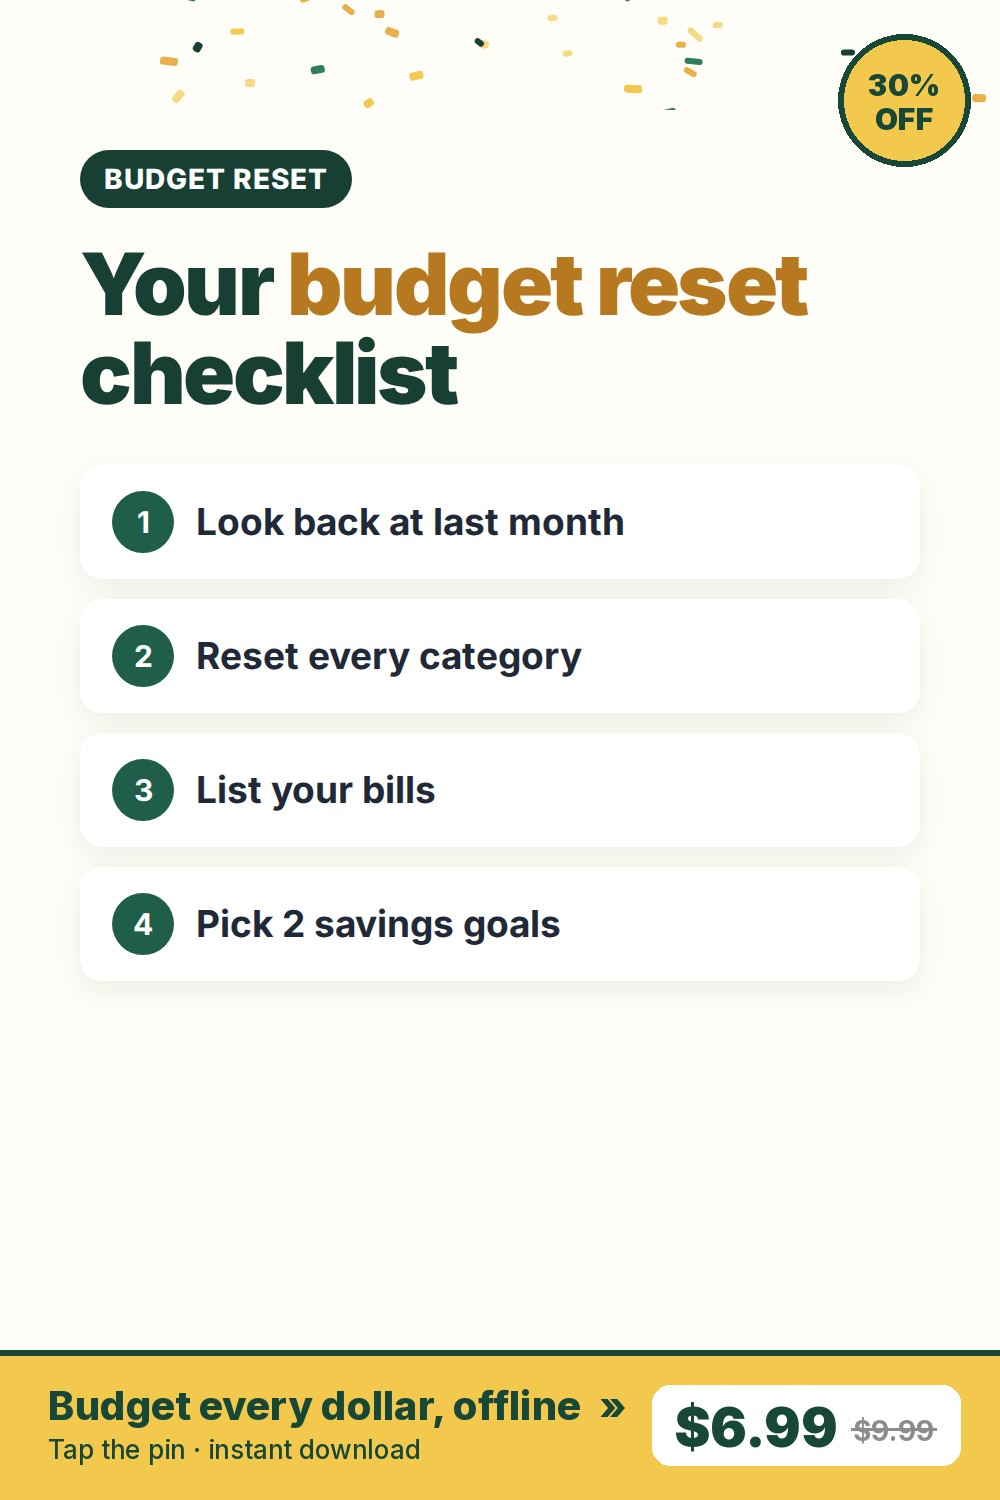 30%
OFF
BUDGET RESET
Your budget reset
checklist
1 Look back at last month
2 Reset every category
3 List your bills
4 Pick 2 savings goals
Budget every dollar, offline »
Tap the pin · instant download
$6.99 $9.99